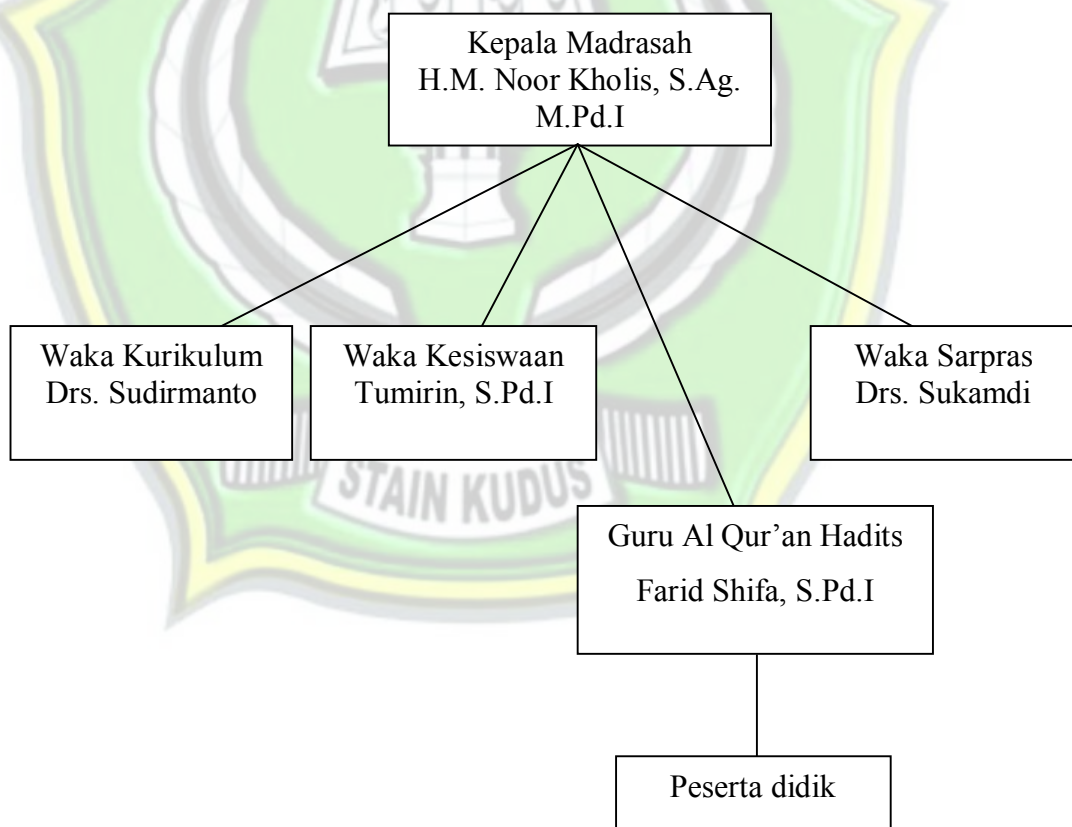 Kepala Madrasah
H.M. Noor Kholis, S.Ag.
M.Pd.I
Waka Kurikulum
Drs. Sudirmanto
Waka Kesiswaan
Tumirin, S.Pd.I
Waka Sarpras
Drs. Sukamdi
STAIN KUDUS
Guru Al Qur’an Hadits
Farid Shifa, S.Pd.I
Peserta didik